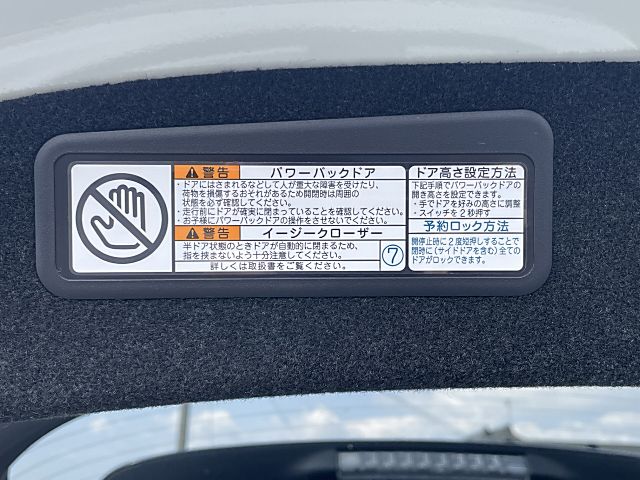 警告 パワーバックドア
・ドアにはさまれるなどして人が重大な障害を受けたり、
荷物を損傷するおそれがあるため開閉時は周囲の
状態を必ず確認してください。
・走行前にドアが確実に閉まっていることを確認してください。
・お子様にパワーバックドアの操作をさせないでください。
警告 イージークローザー
半ドア状態のときドアが自動的に閉まるため、
指を挟まないよう十分注意してください。
詳しくは取扱書をご覧ください。
⑦
ドア高さ設定方法
下記手順でパワーバックドアの
開き高さを設定できます。
・手でドアを好みの高さに調整
・スイッチを2秒押す
予約ロック方法
開停止時に2度短押しすることで
閉時に(サイドドアを含む)全ての
ドアがロックできます。